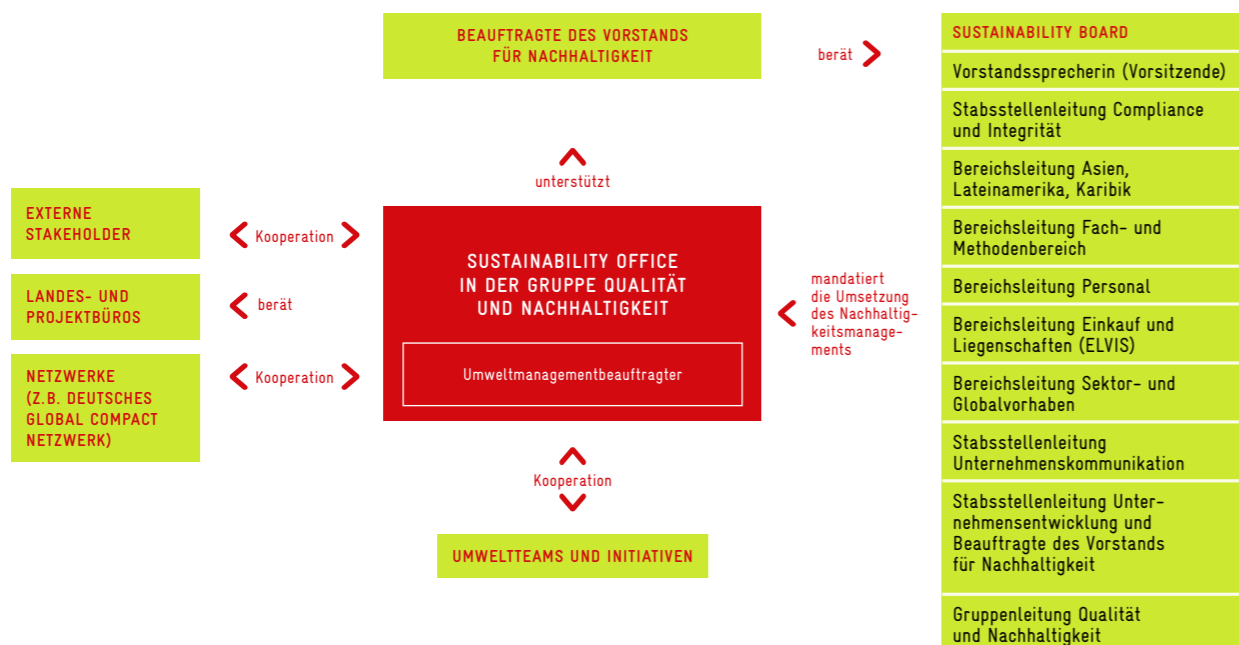 BEAUFTRAGTE DES VORSTANDS
FÜR NACHHALTIGKEIT
berät
unterstützt
EXTERNE
STAKEHOLDER
Kooperation
LANDES- UND
PROJEKTBÜROS
berät
NETZWERKE
(Z.B. DEUTSCHES
GLOBAL COMPACT
NETZWERK)
Kooperation
SUSTAINABILITY OFFICE
IN DER GRUPPE QUALITÄT
UND NACHHALTIGKEIT
Umweltmanagementbeauftragter
mandatiert
die Umsetzung
des Nachhaltig-
keitsmanage-
ments
Kooperation
UMWELTTEAMS UND INITIATIVEN
SUSTAINABILITY BOARD
Vorstandssprecherin (Vorsitzende)
Stabsstellenleitung Compliance
und Integrität
Bereichsleitung Asien,
Lateinamerika, Karibik
Bereichsleitung Fach- und
Methodenbereich
Bereichsleitung Personal
Bereichsleitung Einkauf und
Liegenschaften (ELVIS)
Bereichsleitung Sektor- und
Globalvorhaben
Stabsstellenleitung
Unternehmenskommunikation
Stabsstellenleitung Unter-
nehmensentwicklung und
Beauftragte des Vorstands
für Nachhaltigkeit
Gruppenleitung Qualität
und Nachhaltigkeit